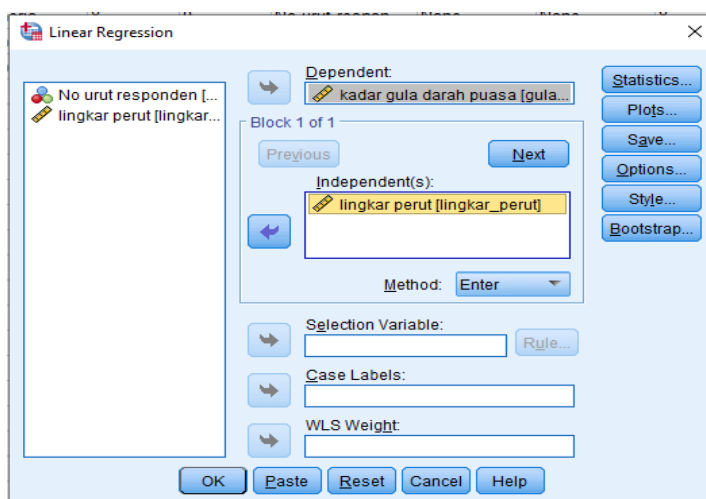 Linear Regression
No urut responden [...
lingkar perut [lingkar...
Dependent:
kadar gula darah puasa [gula...
Block 1 of 1
Previous
Next
Independent(s):
lingkar perut [lingkar_perut]
Method: Enter
Selection Variable:
Rule...
Case Labels:
WLS Weight:
Statistics...
Plots...
Save...
Options...
Style...
Bootstrap...
OK Paste Reset Cancel Help